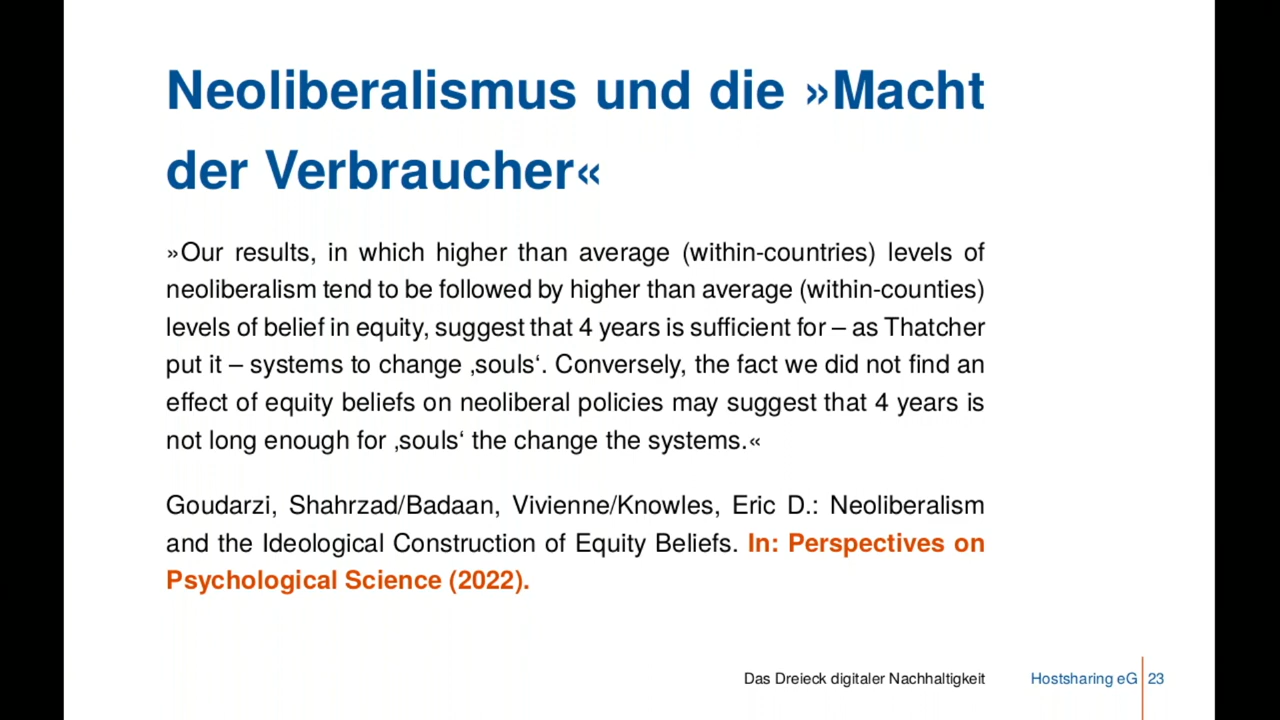 Neoliberalismus und die »Macht
der Verbraucher«
»Our results, in which higher than average (within-countries) levels of
neoliberalism tend to be followed by higher than average (within-counties)
levels of belief in equity, suggest that 4 years is sufficient for – as Thatcher
put it – systems to change ‚souls‘. Conversely, the fact we did not find an
effect of equity beliefs on neoliberal policies may suggest that 4 years is
not long enough for ‚souls‘ the change the systems.«
Goudarzi, Shahrzad/Badaan, Vivienne/Knowles, Eric D.: Neoliberalism
and the Ideological Construction of Equity Beliefs. In: Perspectives on
Psychological Science (2022).
Das Dreieck digitaler Nachhaltigkeit Hostsharing eG 23